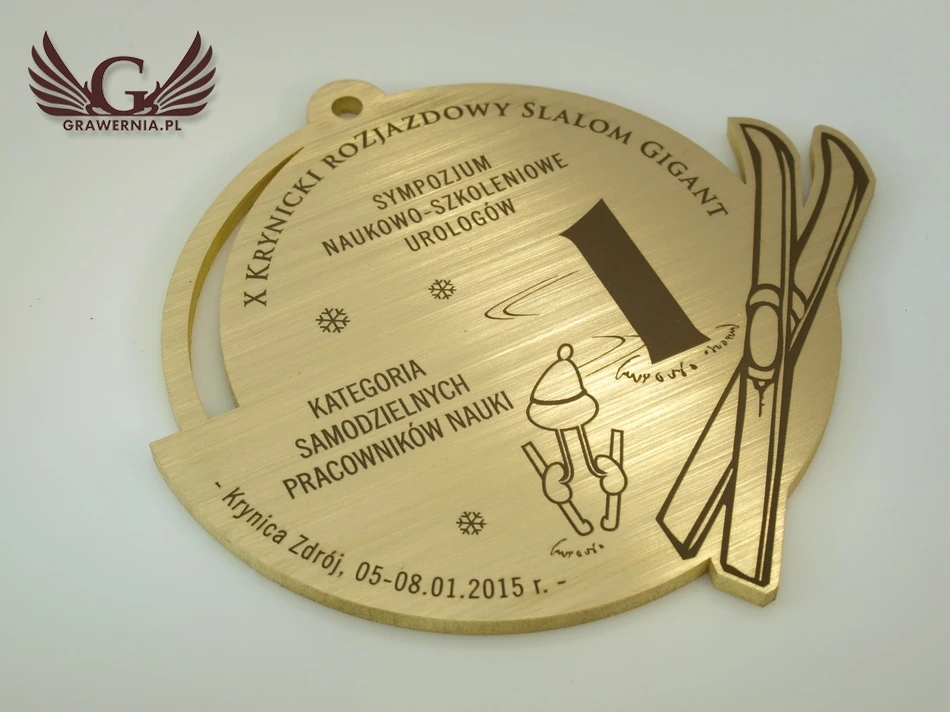 G
GRAWERNIA.PL
X KRYNICKI ROZJAZDOWY SLALOM GIGANT
SYMPOZJUM
NAUKOWO-SZKOLENIOWE
UROLOGÓW
1
KATEGORIA
SAMODZIELNYCH
PRACOWNIKÓW NAUKI
- Krynica Zdrój, 05-08.01.2015 r. -